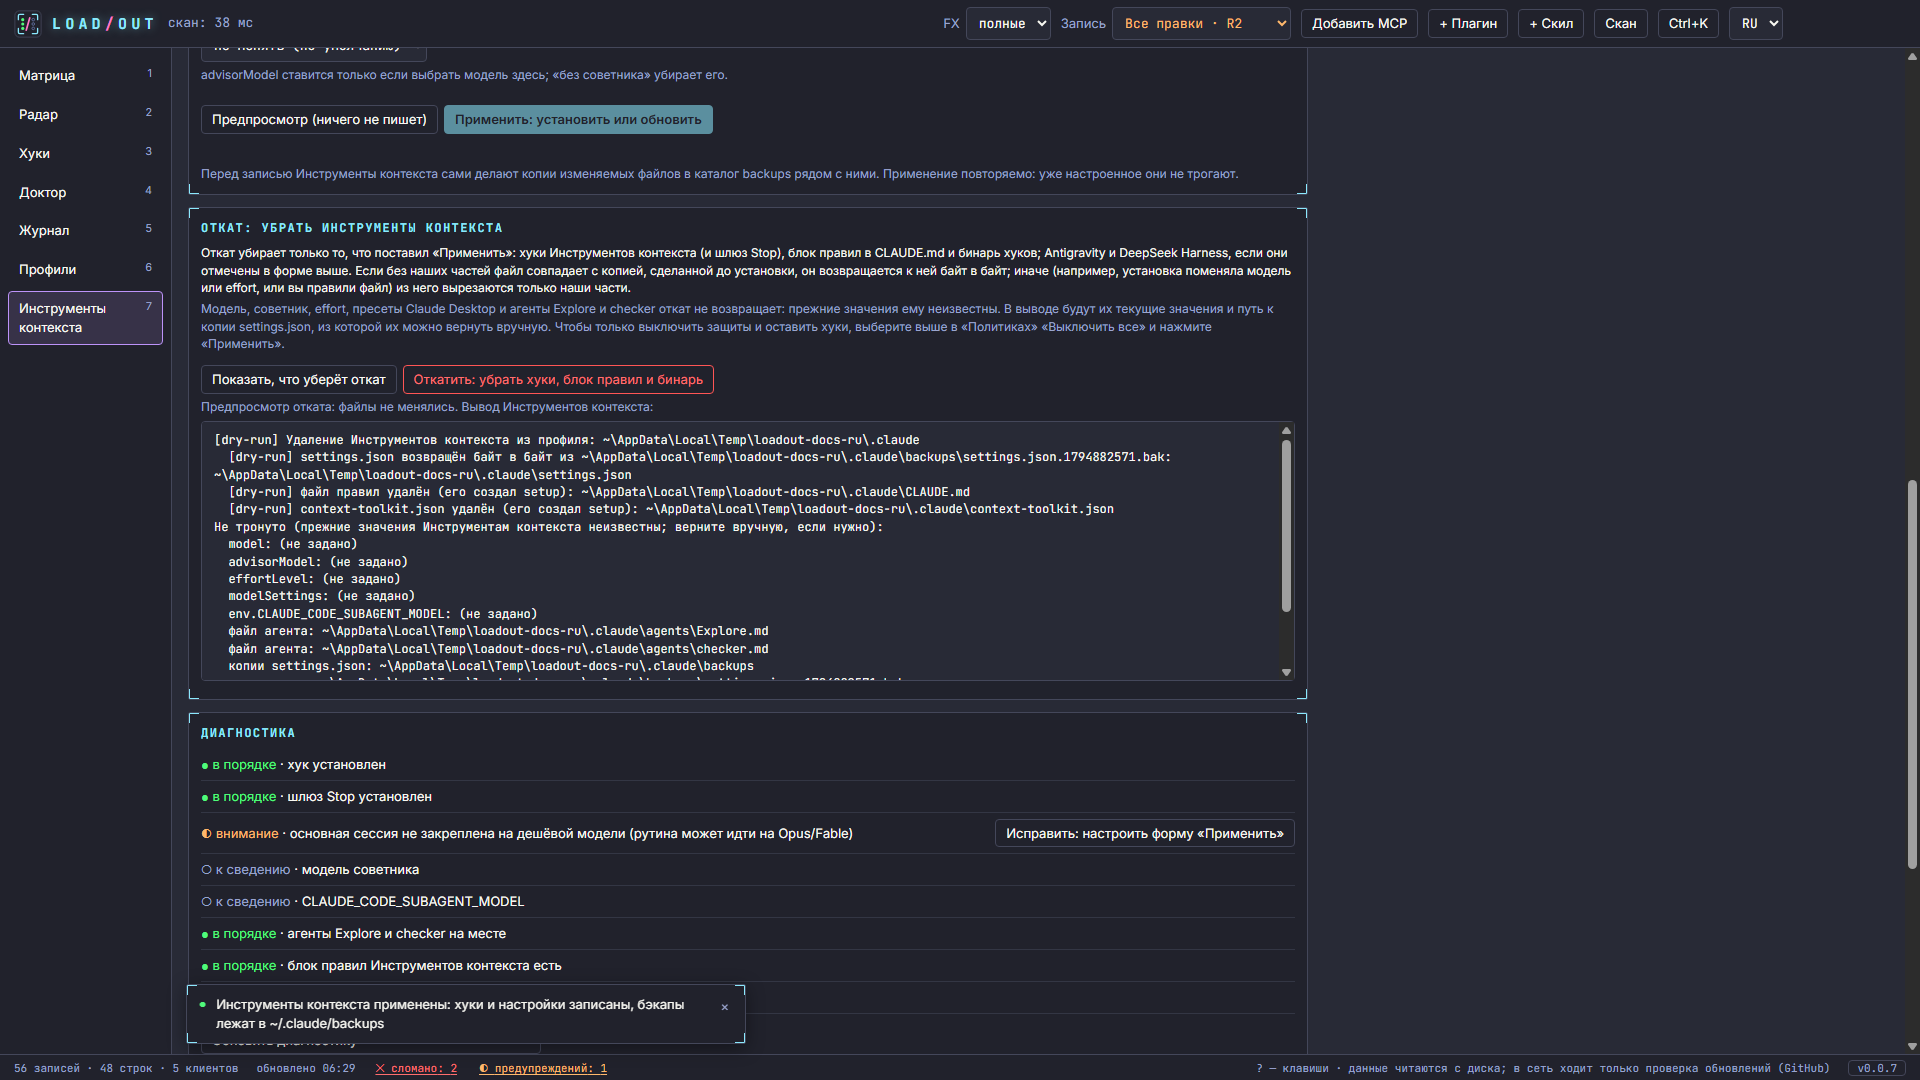 LOAD/OUT скан: 38 мс
FX полные Запись Все правки · R2 Добавить MCP + Плагин + Скил Скан Ctrl+K RU
Матрица 1
Радар 2
Хуки 3
Доктор 4
Журнал 5
Профили 6
Инструменты контекста 7
advisorModel ставится только если выбрать модель здесь; «без советника» убирает его.
Предпросмотр (ничего не пишет) Применить: установить или обновить
Перед записью Инструменты контекста сами делают копии изменяемых файлов в каталог backups рядом с ними. Применение повторяемо: уже настроенное они не трогают.
ОТКАТ: УБРАТЬ ИНСТРУМЕНТЫ КОНТЕКСТА
Откат убирает только то, что поставил «Применить»: хуки Инструментов контекста (и шлюз Stop), блок правил в CLAUDE.md и бинарь хуков; Antigravity и DeepSeek Harness, если они
отмечены в форме выше. Если без наших частей файл совпадает с копией, сделанной до установки, он возвращается к ней байт в байт; иначе (например, установка поменяла модель
или effort, или вы правили файл) из него вырезаются только наши части.
Модель, советник, effort, пресеты Claude Desktop и агенты Explore и checker откат не возвращает: прежние значения ему неизвестны. В выводе будут их текущие значения и путь к
копии settings.json, из которой их можно вернуть вручную. Чтобы только выключить защиты и оставить хуки, выберите выше в «Политиках» «Выключить все» и нажмите
«Применить».
Показать, что уберёт откат Откатить: убрать хуки, блок правил и бинарь
Предпросмотр отката: файлы не менялись. Вывод Инструментов контекста:
[dry-run] Удаление Инструментов контекста из профиля: ~\AppData\Local\Temp\loadout-docs-ru\.claude
[dry-run] settings.json возвращён байт в байт из ~\AppData\Local\Temp\loadout-docs-ru\.claude\backups\settings.json.1794882571.bak:
~\AppData\Local\Temp\loadout-docs-ru\.claude\settings.json
[dry-run] файл правил удалён (его создал setup): ~\AppData\Local\Temp\loadout-docs-ru\.claude\CLAUDE.md
[dry-run] context-toolkit.json удалён (его создал setup): ~\AppData\Local\Temp\loadout-docs-ru\.claude\context-toolkit.json
Не тронуто (прежние значения Инструментам контекста неизвестны; верните вручную, если нужно):
model: (не задано)
advisorModel: (не задано)
effortLevel: (не задано)
modelSettings: (не задано)
env.CLAUDE_CODE_SUBAGENT_MODEL: (не задано)
файл агента: ~\AppData\Local\Temp\loadout-docs-ru\.claude\agents\Explore.md
файл агента: ~\AppData\Local\Temp\loadout-docs-ru\.claude\agents\checker.md
копии settings.json: ~\AppData\Local\Temp\loadout-docs-ru\.claude\backups
ДИАГНОСТИКА
в порядке · хук установлен
в порядке · шлюз Stop установлен
внимание · основная сессия не закреплена на дешёвой модели (рутина может идти на Opus/Fable) Исправить: настроить форму «Применить»
к сведению · модель советника
к сведению · CLAUDE_CODE_SUBAGENT_MODEL
в порядке · агенты Explore и checker на месте
в порядке · блок правил Инструментов контекста есть
Инструменты контекста применены: хуки и настройки записаны, бэкапы ×
лежат в ~/.claude/backups
56 записей · 48 строк · 5 клиентов обновлено 06:29 сломано: 2 предупреждений: 1 ? — клавиши · данные читаются с диска; в сеть ходит только проверка обновлений (GitHub) v0.0.7